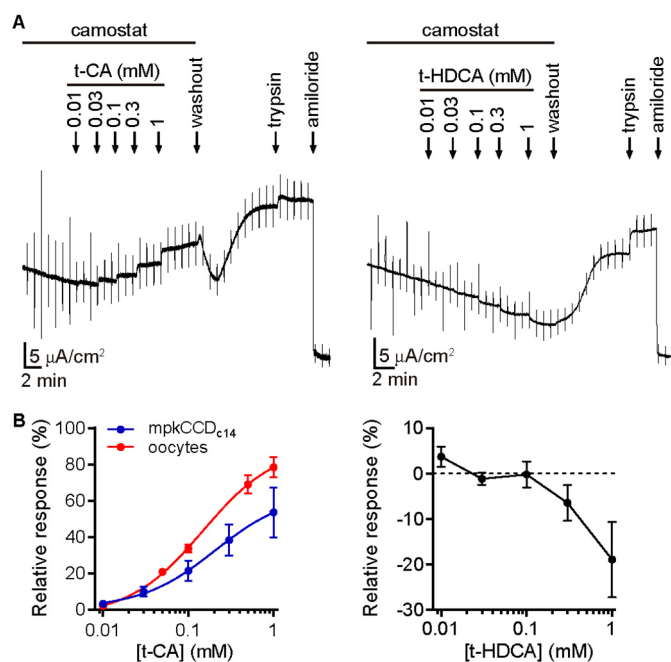 A
camostat
t-CA (mM)
0.01
0.03
0.1
0.3
1
washout
trypsin
amiloride
5 μA/cm²
2 min
camostat
t-HDCA (mM)
0.01
0.03
0.1
0.3
1
washout
trypsin
amiloride
5 μA/cm²
2 min
B
mpkCCDc14
oocytes
Relative response (%)
100
80
60
40
20
0
0.01
0.1
1
[t-CA] (mM)
Relative response (%)
10
0
-10
-20
-30
0.01
0.1
1
[t-HDCA] (mM)